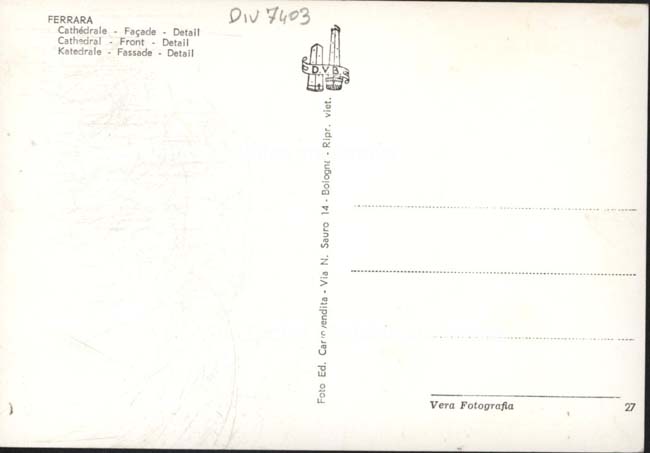 DIV 7403
FERRARA
Cathédrale - Façade - Detail
Cathedral - Front - Detail
Katedrale - Fassade - Detail
D. V. B.
Foto Ed. Cartovendita - Via N. Sauro 14 - Bologna - Ripr. viet.
Vera Fotografia
27